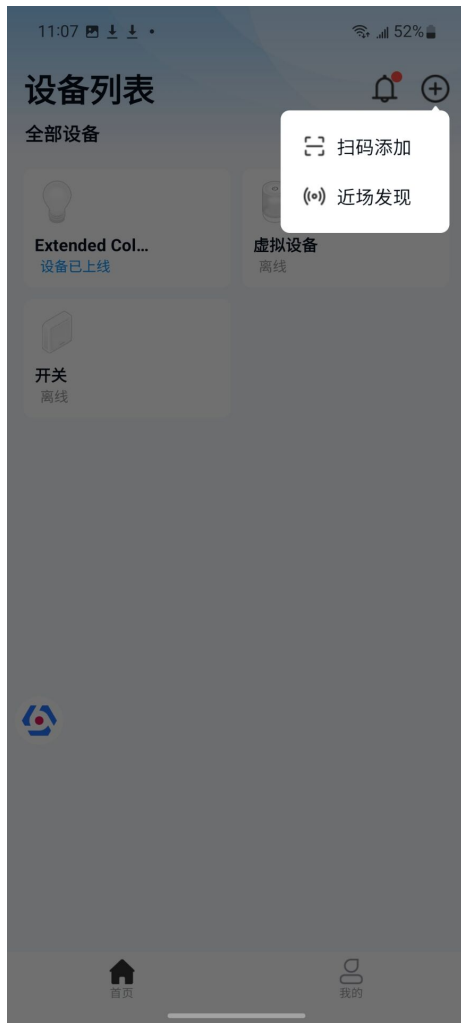 11:07
52%
设备列表
全部设备
扫码添加
近场发现
Extended Col...
设备已上线
虚拟设备
离线
开关
离线
首页
我的